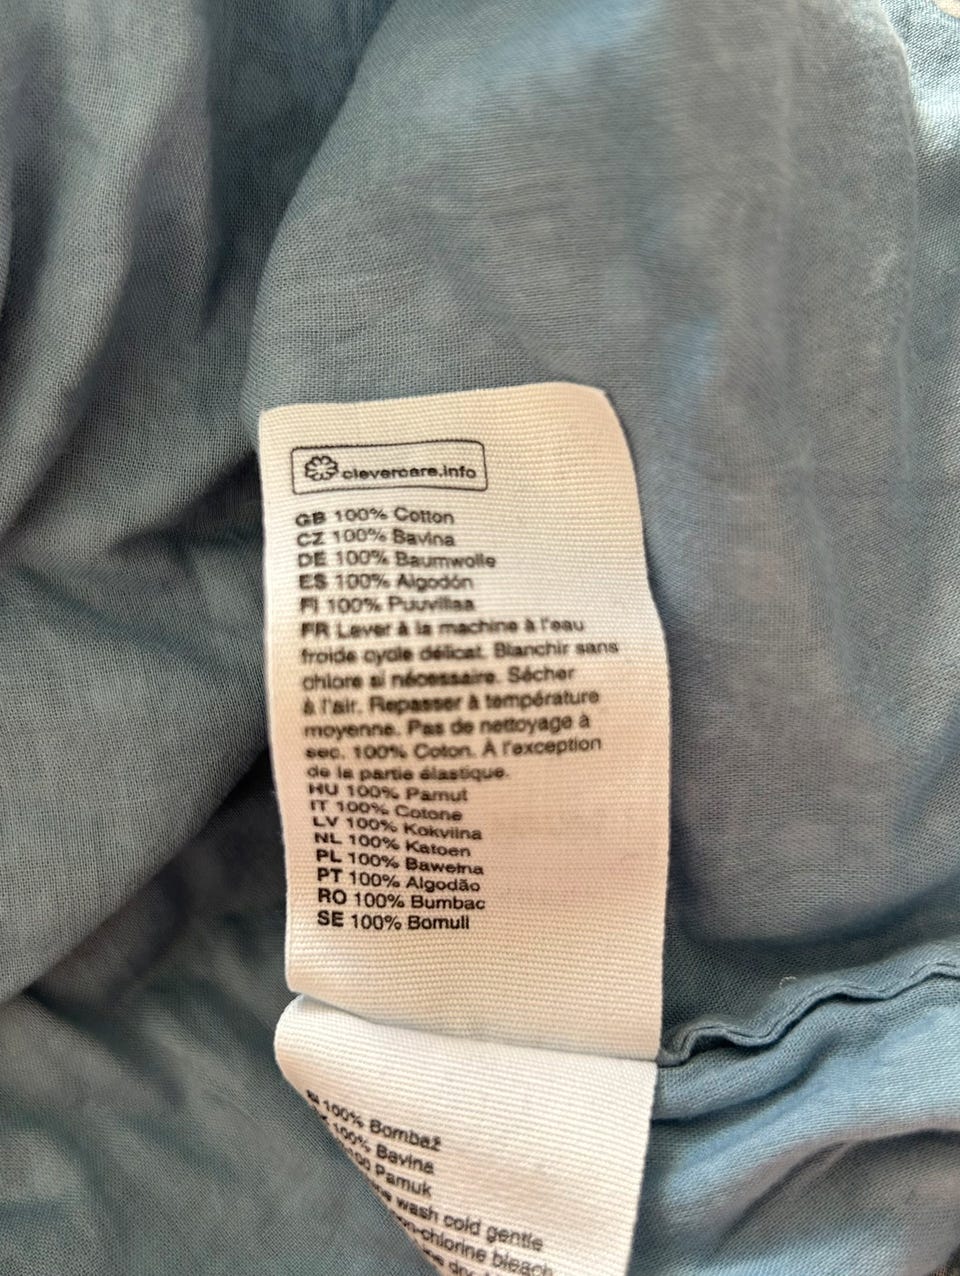 clevercare.info
GB 100% Cotton
CZ 100% Bavlna
DE 100% Baumwolle
ES 100% Algodón
FI 100% Puuvillaa
FR Laver à la machine à l'eau
froide cycle délicat. Blanchir sans
chlore si nécessaire. Sécher
à l'air. Repasser à température
moyenne. Pas de nettoyage à
sec. 100% Coton. À l'exception
de la partie élastique.
HU 100% Pamut
IT 100% Cotone
LV 100% Kokvilna
NL 100% Katoen
PL 100% Bawełna
PT 100% Algodão
RO 100% Bumbac
SE 100% Bomull
100% Bombaž
100% Bavlna
Pamuk
wash cold gentle
non-chlorine bleach